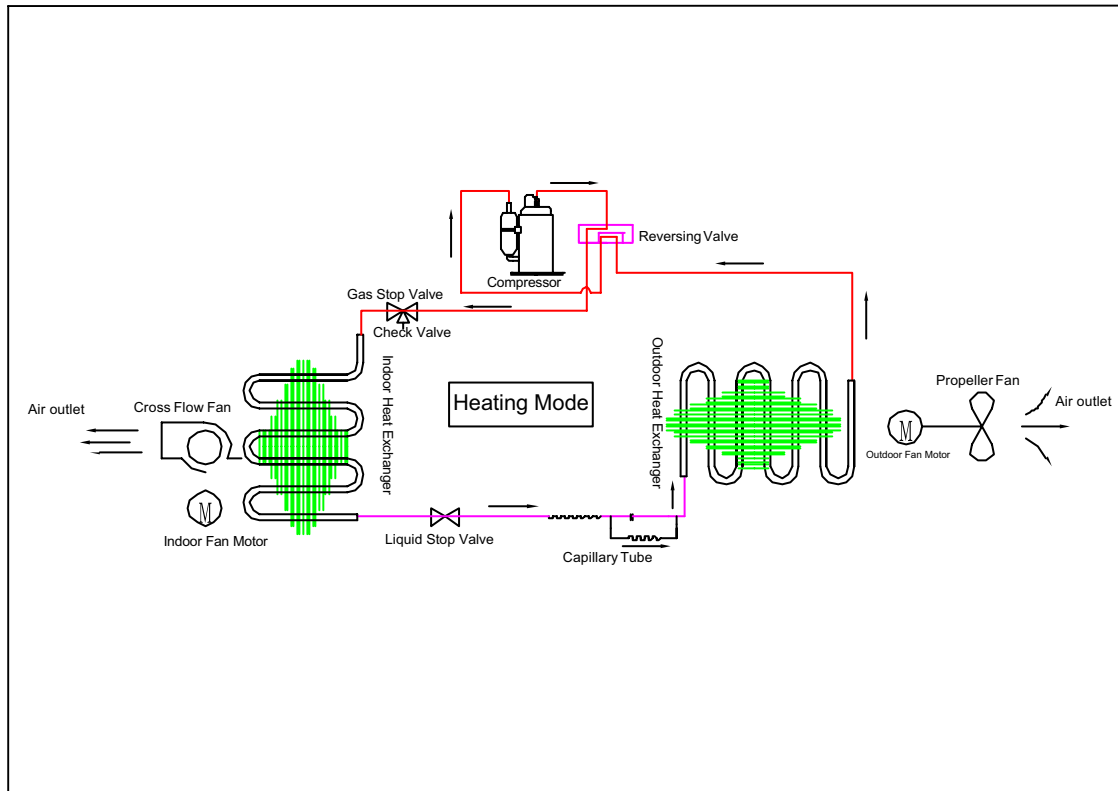 Reversing Valve
Compressor
Gas Stop Valve
Check Valve
Indoor Heat Exchanger
Outdoor Heat Exchanger
Heating Mode
Propeller Fan
Air outlet
Cross Flow Fan
Air outlet
M
Outdoor Fan Motor
M
Indoor Fan Motor
Liquid Stop Valve
Capillary Tube